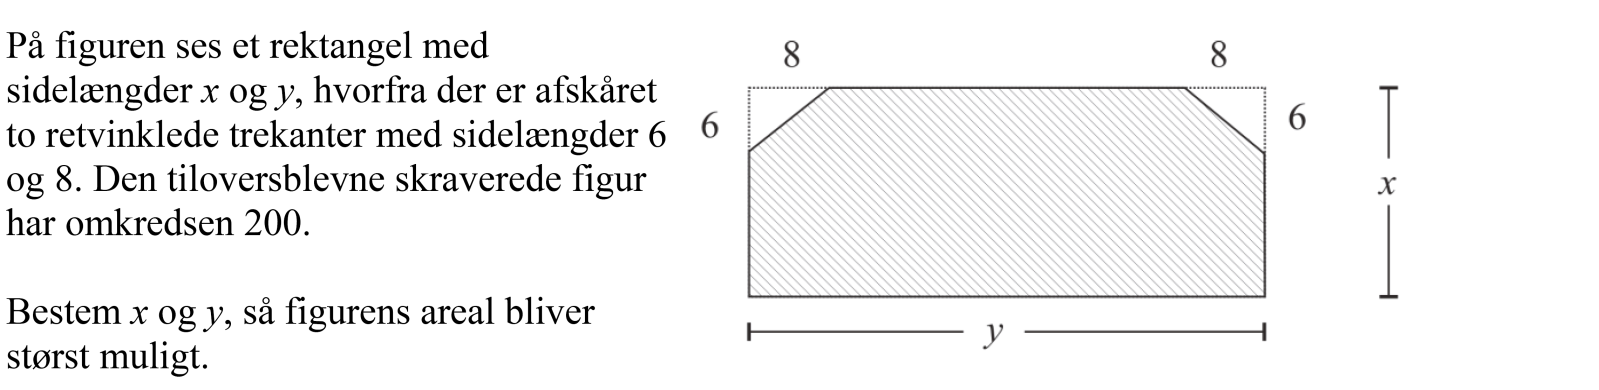 På figuren ses et rektangel med
sidelængder x og y, hvorfra der er afskåret
to retvinklede trekanter med sidelængder 6
og 8. Den tiloversblevne skraverede figur
har omkredsen 200.
Bestem x og y, så figurens areal bliver
størst muligt.
8 8
6 6
x
y